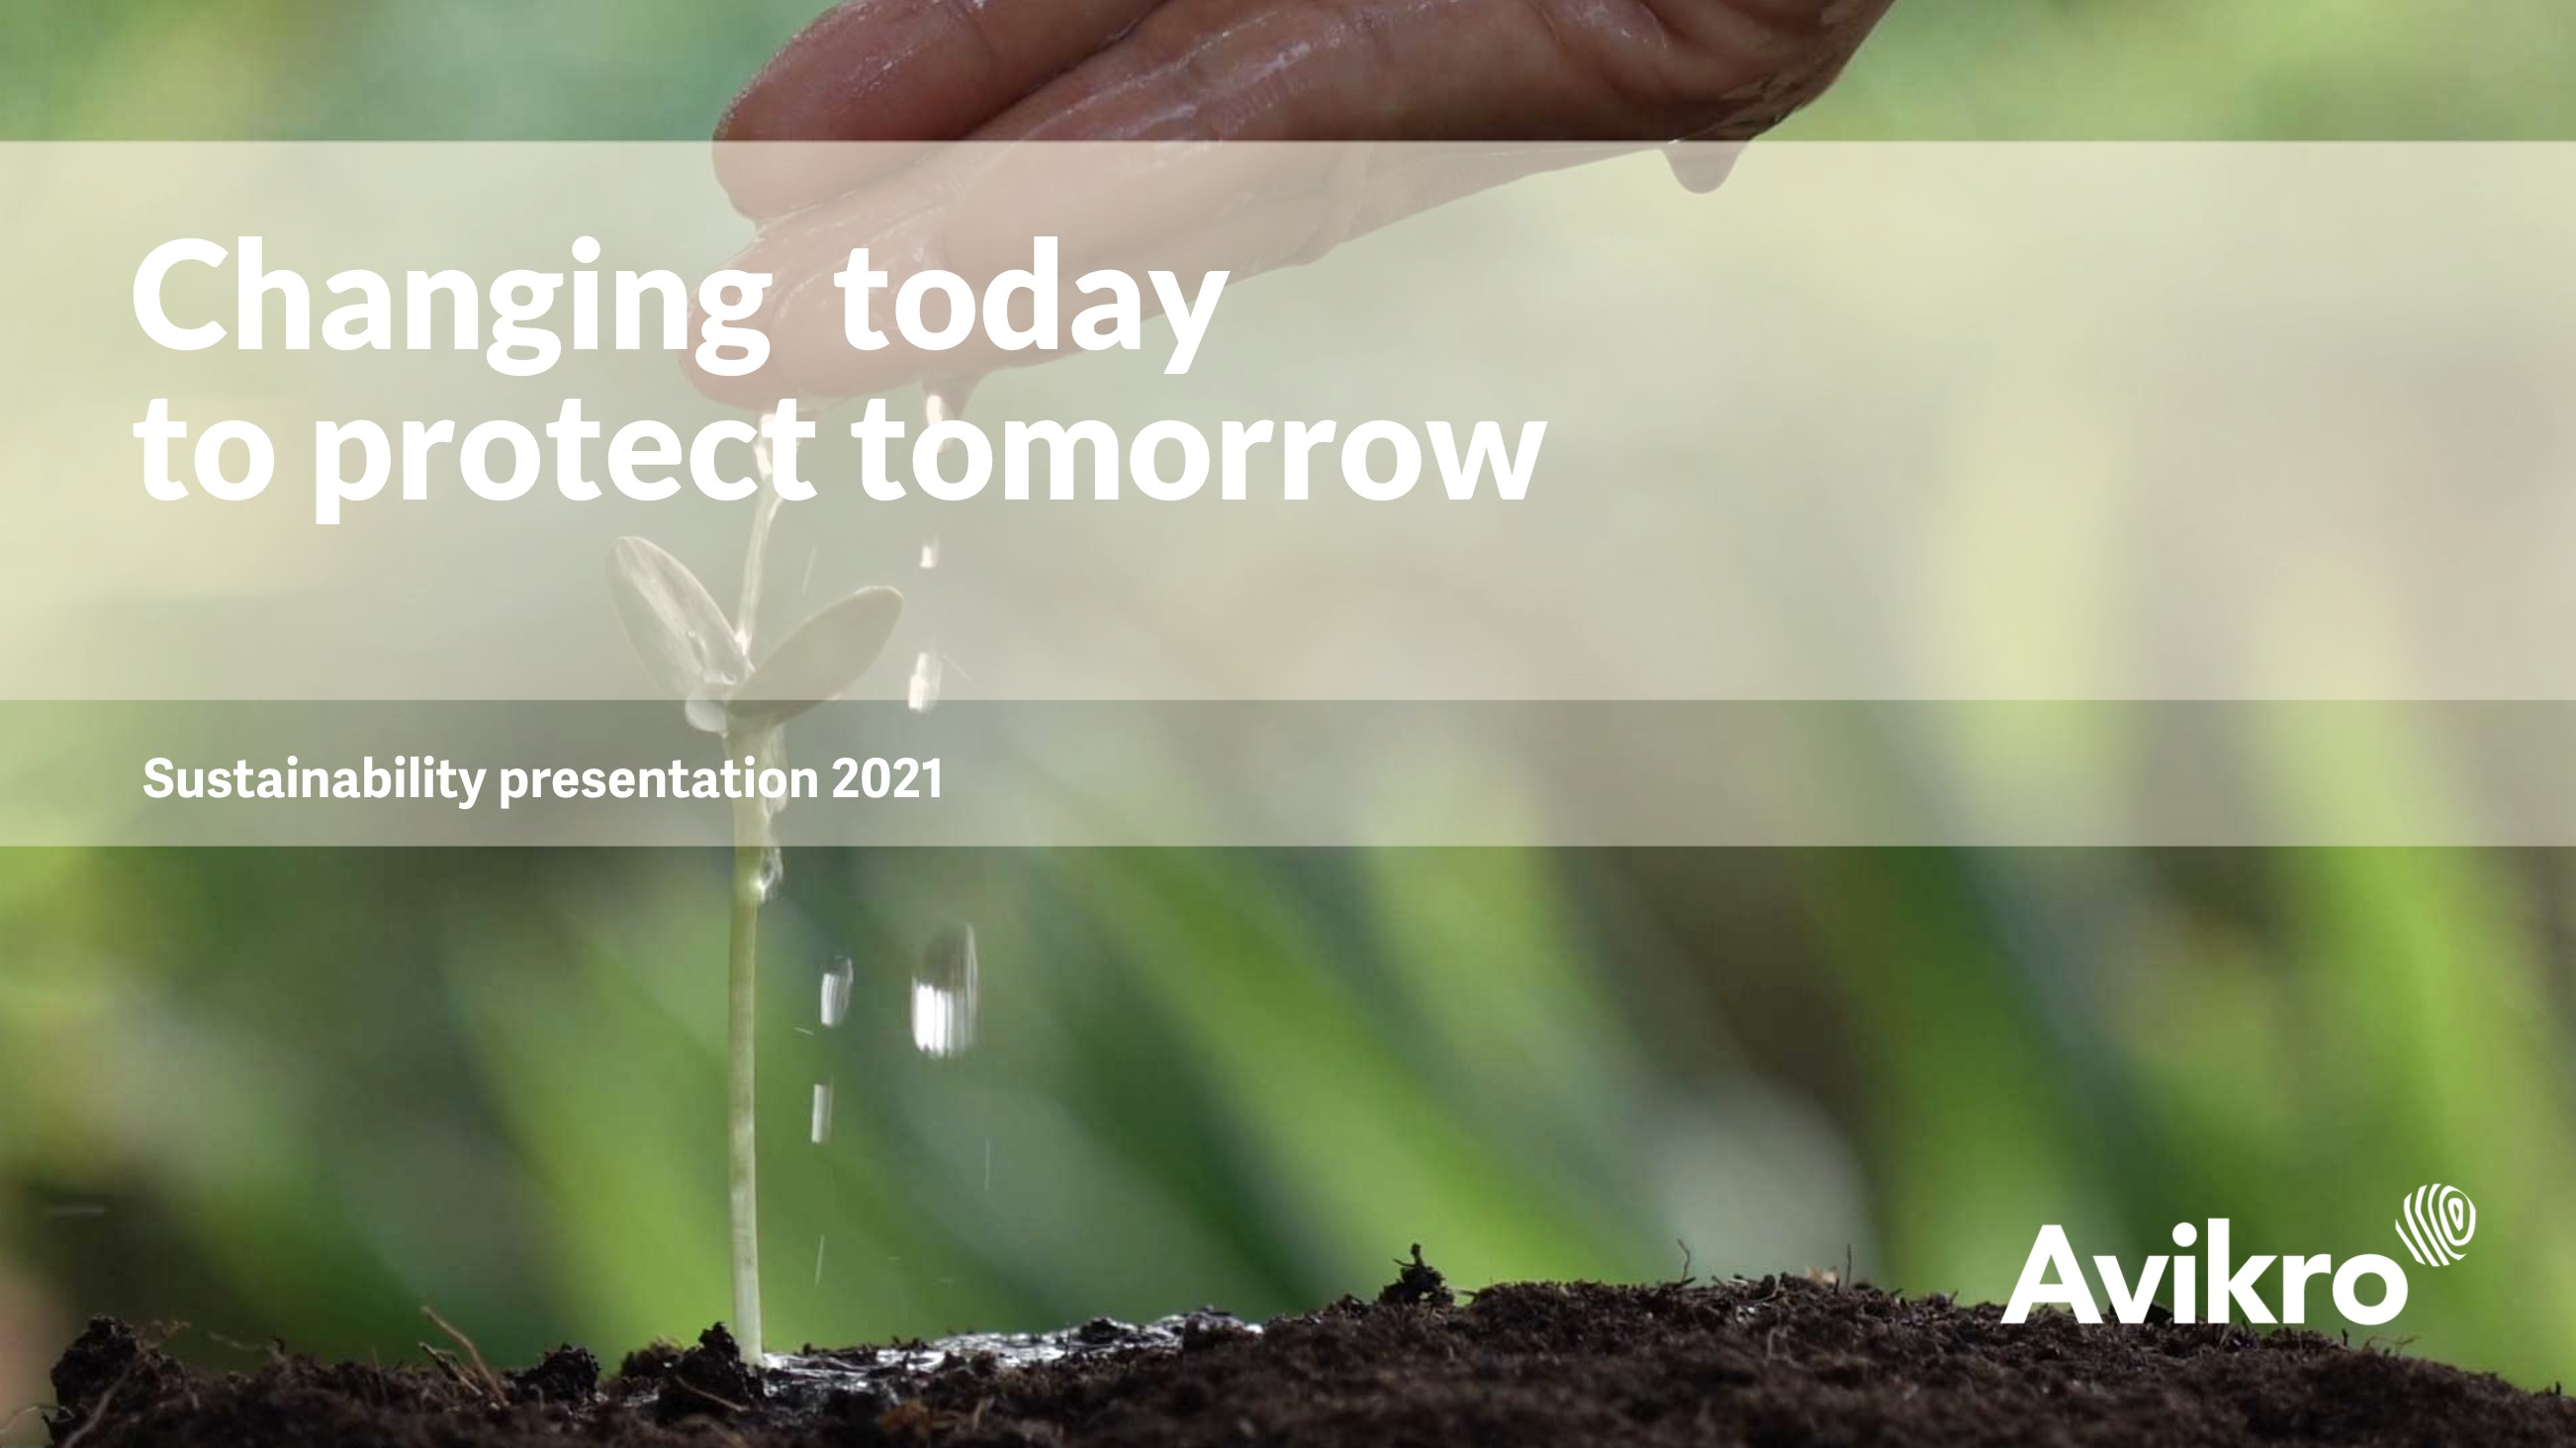 Changing  today
to protect tomorrow
Sustainability presentation 2021
Avikro